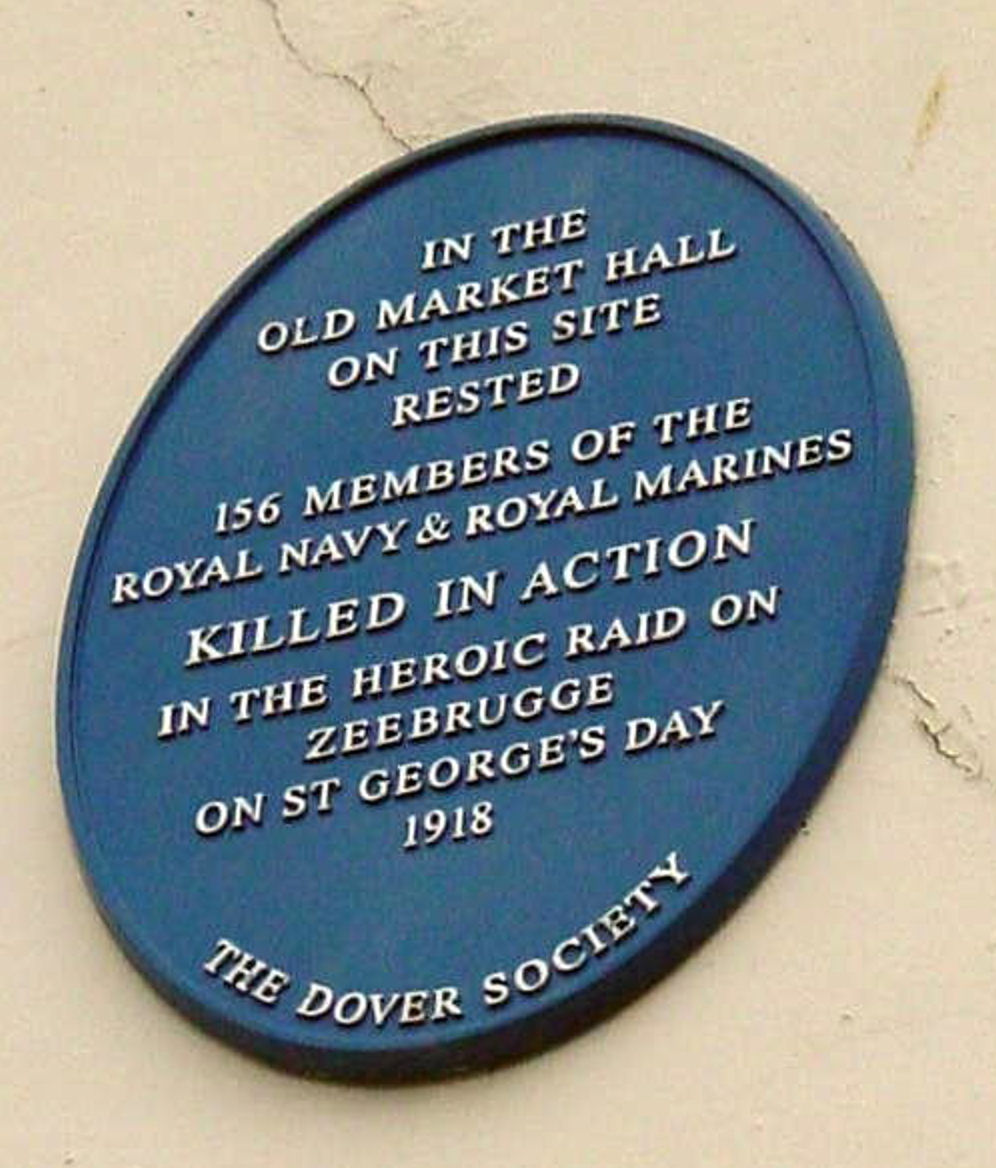 IN THE
OLD MARKET HALL
ON THIS SITE
RESTED
156 MEMBERS OF THE
ROYAL NAVY & ROYAL MARINES
KILLED IN ACTION
IN THE HEROIC RAID ON
ZEEBRUGGE
ON ST GEORGE'S DAY
1918
THE DOVER SOCIETY